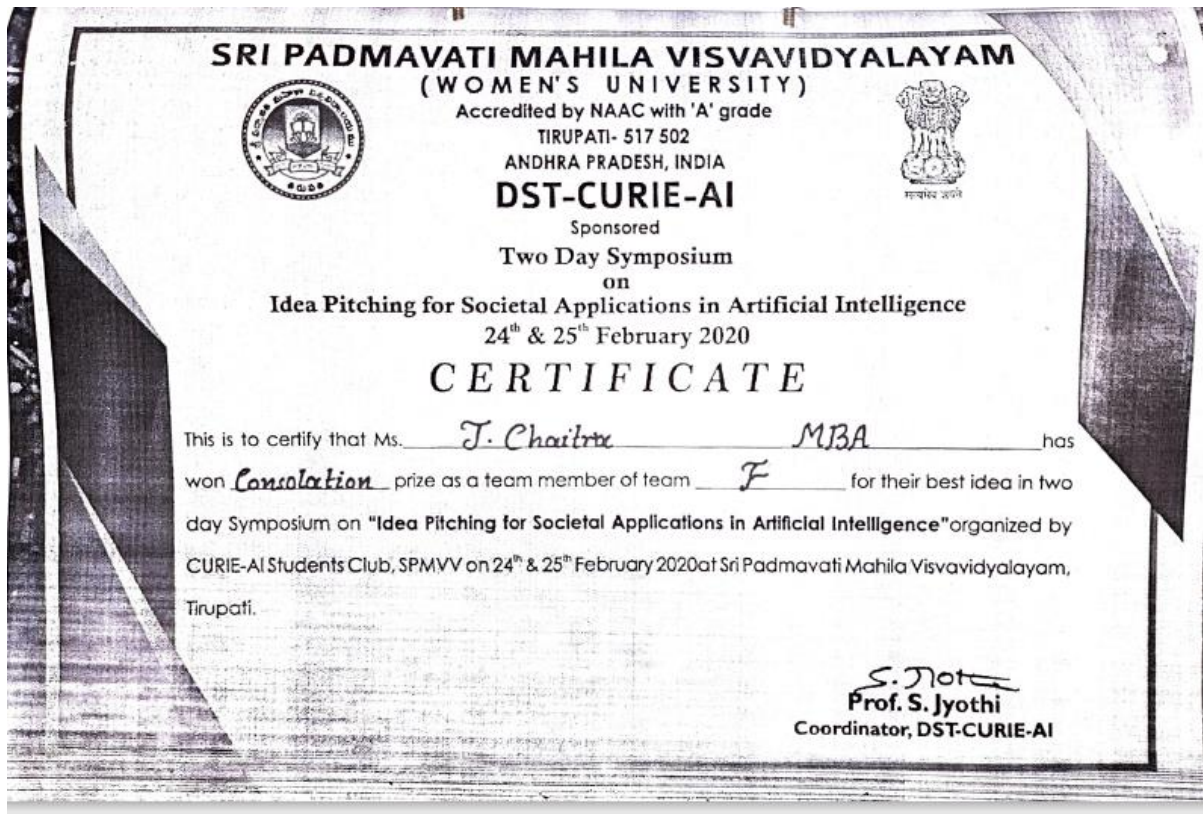 SRI PADMAVATI MAHILA VISVAVIDYALAYAM
(WOMEN'S UNIVERSITY)
Accredited by NAAC with 'A' grade
TIRUPATI- 517 502
ANDHRA PRADESH, INDIA
DST-CURIE-AI
Sponsored
Two Day Symposium
on
Idea Pitching for Societal Applications in Artificial Intelligence
24th & 25th February 2020
CERTIFICATE
This is to certify that Ms. J. Chaitra MBA has
won Consolation prize as a team member of team F for their best idea in two
day Symposium on "Idea Pitching for Societal Applications in Artificial Intelligence"organized by
CURIE-AI Students Club, SPMVV on 24th & 25th February 2020at Sri Padmavati Mahila Visvavidyalayam,
Tirupati.
Prof. S. Jyothi
Coordinator, DST-CURIE-AI
सत्यमेव जयते